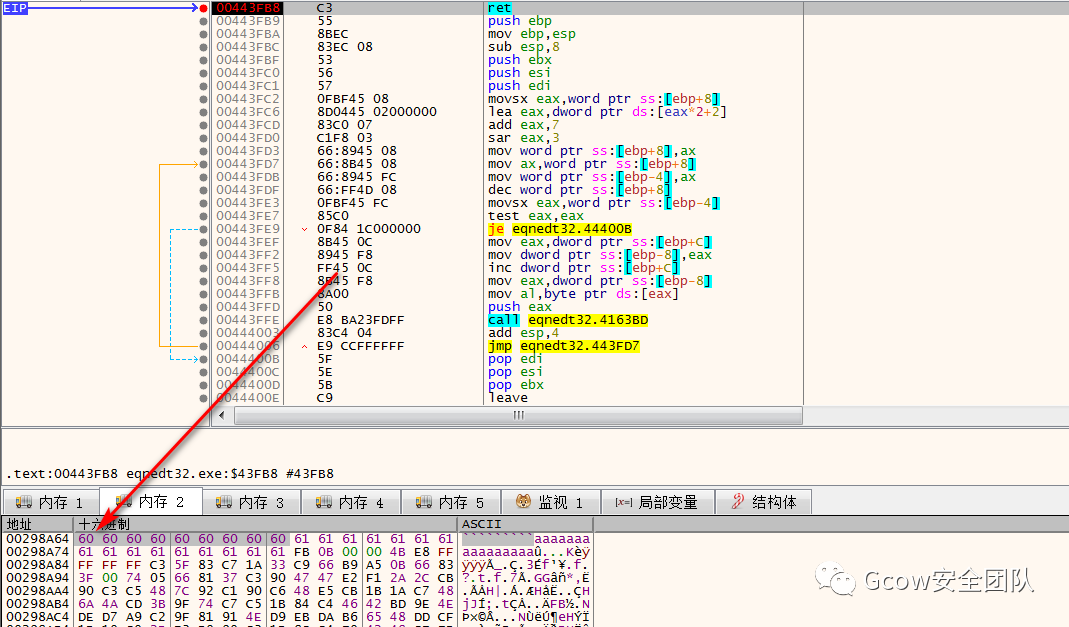 EIP
00443FB8 C3 ret
00443FB9 55 push ebp
00443FBA 8BEC mov ebp,esp
00443FBC 83EC 08 sub esp,8
00443FBF 53 push ebx
00443FC0 56 push esi
00443FC1 57 push edi
00443FC2 0FBF45 08 movsx eax,word ptr ss:[ebp+8]
00443FC6 8D0445 02000000 lea eax,dword ptr ds:[eax*2+2]
00443FCD 83C0 07 add eax,7
00443FD0 C1F8 03 sar eax,3
00443FD3 66:8945 08 mov word ptr ss:[ebp+8],ax
00443FD7 66:8B45 08 mov ax,word ptr ss:[ebp+8]
00443FDB 66:8945 FC mov word ptr ss:[ebp-4],ax
00443FDF 66:FF4D 08 dec word ptr ss:[ebp+8]
00443FE3 0FBF45 FC movsx eax,word ptr ss:[ebp-4]
00443FE7 85C0 test eax,eax
00443FE9 0F84 1C000000 je eqnedt32.44400B
00443FEF 8B45 0C mov eax,dword ptr ss:[ebp+C]
00443FF2 8945 F8 mov dword ptr ss:[ebp-8],eax
00443FF5 FF45 0C inc dword ptr ss:[ebp+C]
00443FF8 8B45 F8 mov eax,dword ptr ss:[ebp-8]
00443FFB 8A00 mov al,byte ptr ds:[eax]
00443FFD 50 push eax
00443FFE E8 BA23FDFF call eqnedt32.4163BD
00444003 83C4 04 add esp,4
00444006 E9 CCFFFFFF jmp eqnedt32.443FD7
0044400B 5F pop edi
0044400C 5E pop esi
0044400D 5B pop ebx
0044400E C9 leave
.text:00443FB8 eqnedt32.exe:$43FB8 #43FB8
内存 1 内存 2 内存 3 内存 4 内存 5 监视 1 [x=] 局部变量 结构体
地址 十六进制 ASCII
00298A64 60 60 60 60 60 60 60 60 60 61 61 61 61 61 61 61 `````````aaaaaaa
00298A74 61 61 61 61 61 61 61 61 61 FB 0B 00 00 4B E8 FF aaaaaaaaaû...Kèÿ
00298A84 FF FF FF C3 5F 83 C7 1A 33 C9 66 B9 A5 0B 66 83 ÿÿÿÃ_.Ç.3Éf¹¥.f.
00298A94 3F 00 74 05 66 81 37 C3 90 47 47 E2 F1 2A 2C CB ?.t.f.7Ã.GGâñ*,Ë
00298AA4 90 C3 C5 48 7C 92 C1 90 C6 48 E5 CB 1B 1A C7 48 .ÃÅH|.Á.ÆHåË..ÇH
00298AB4 6A 4A CD 3B 9F 74 C7 C5 1B 84 C4 46 42 BD 9E 4E jJÍ;.tÇÅ..ÄFB½.N
00298AC4 DE D7 A9 C2 9F 81 91 4E D9 EB DA B6 65 48 DD CF Þ×©Â...NÙëÚ¶eHÝÏ
Gcow安全团队